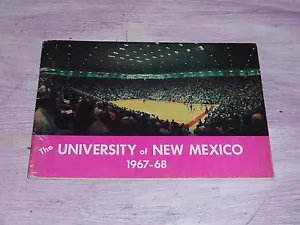 The UNIVERSITY of NEW MEXICO
1967-68